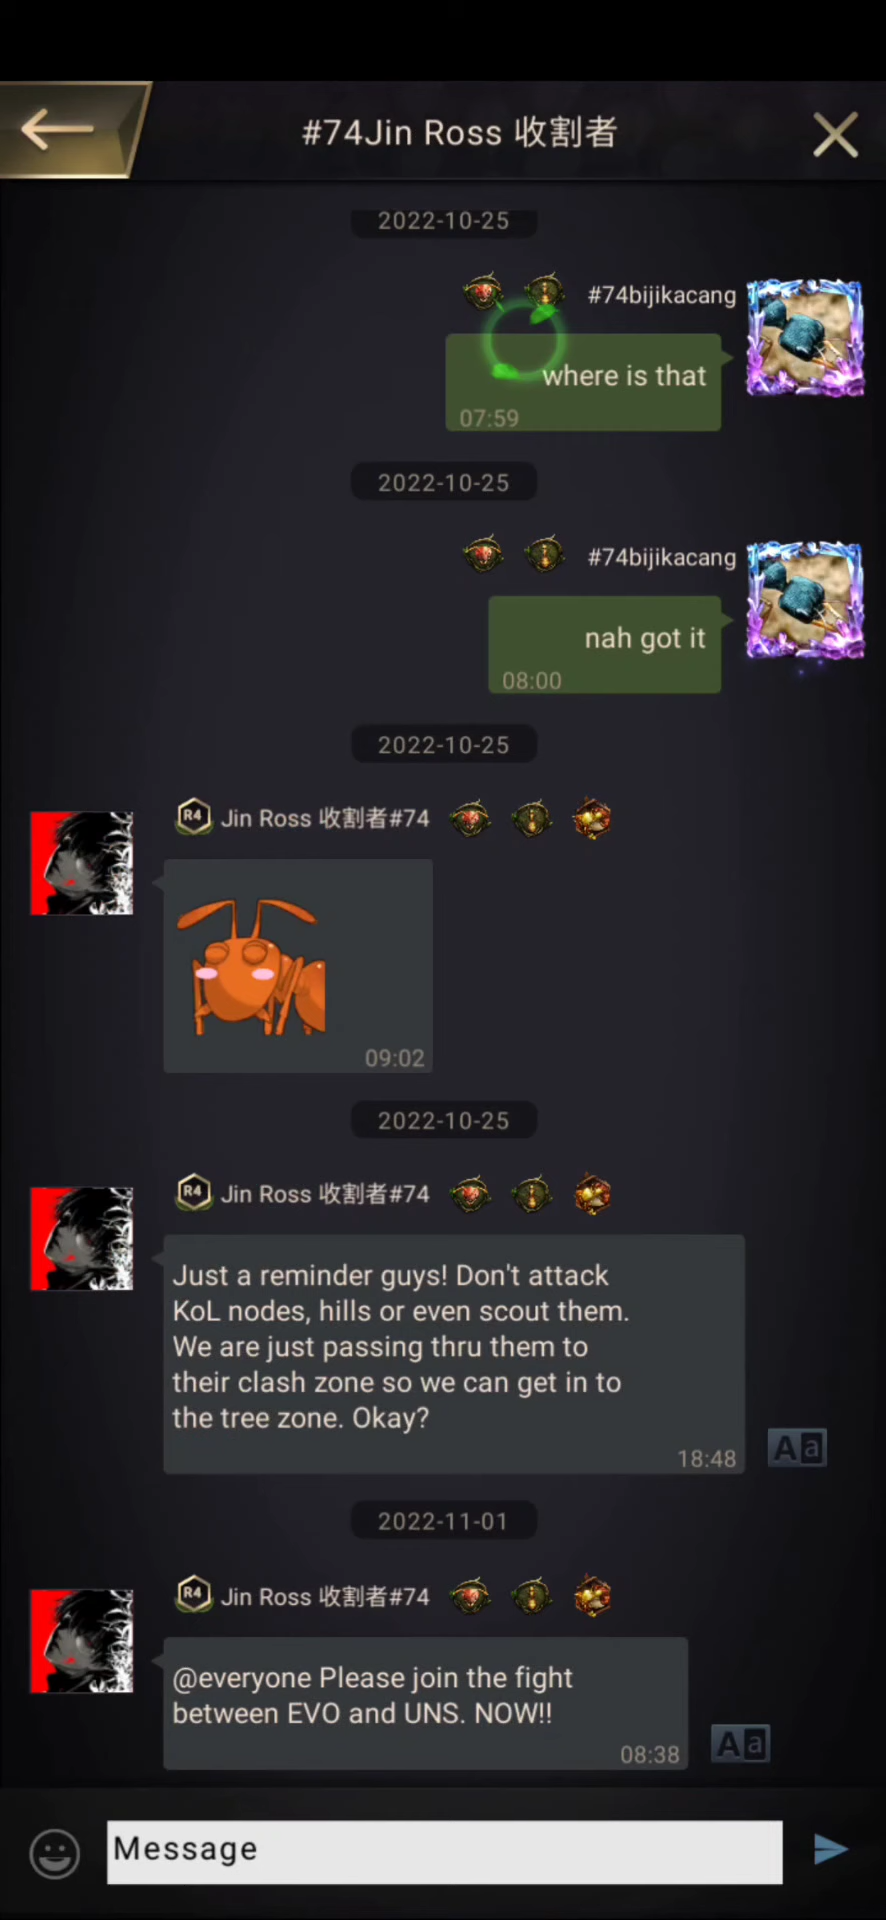 #74Jin Ross 收割者
2022-10-25
#74bijikacang
where is that
07:59
2022-10-25
#74bijikacang
nah got it
08:00
2022-10-25
R4 Jin Ross 收割者#74
09:02
2022-10-25
R4 Jin Ross 收割者#74
Just a reminder guys! Don't attack
KoL nodes, hills or even scout them.
We are just passing thru them to
their clash zone so we can get in to
the tree zone. Okay?
18:48
Aa
2022-11-01
R4 Jin Ross 收割者#74
@everyone Please join the fight
between EVO and UNS. NOW!!
08:38
Aa
Message